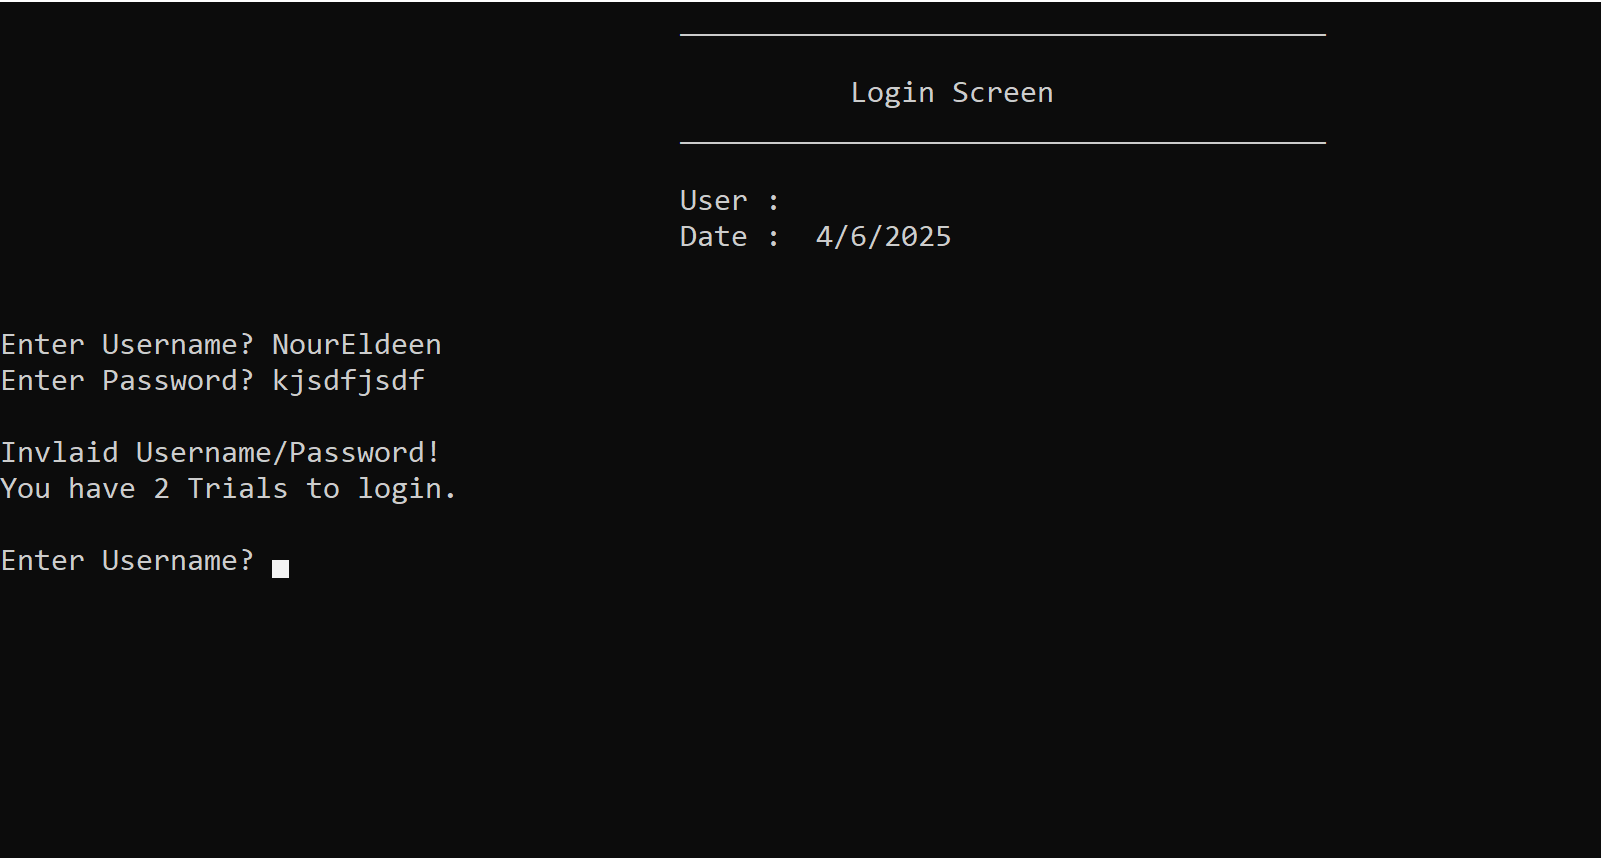 Login Screen
User :
Date :  4/6/2025
Enter Username? NourEldeen
Enter Password? kjsdfjsdf
Invlaid Username/Password!
You have 2 Trials to login.
Enter Username?